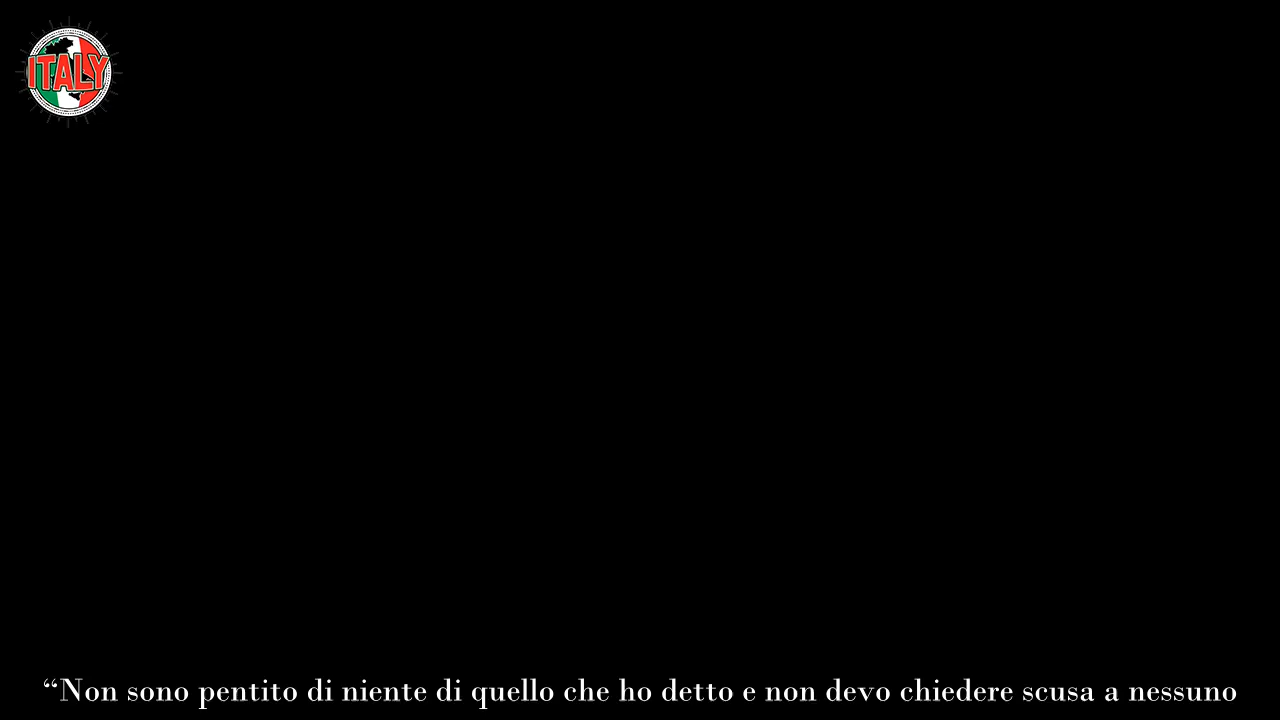 ITALY
“Non sono pentito di niente di quello che ho detto e non devo chiedere scusa a nessuno